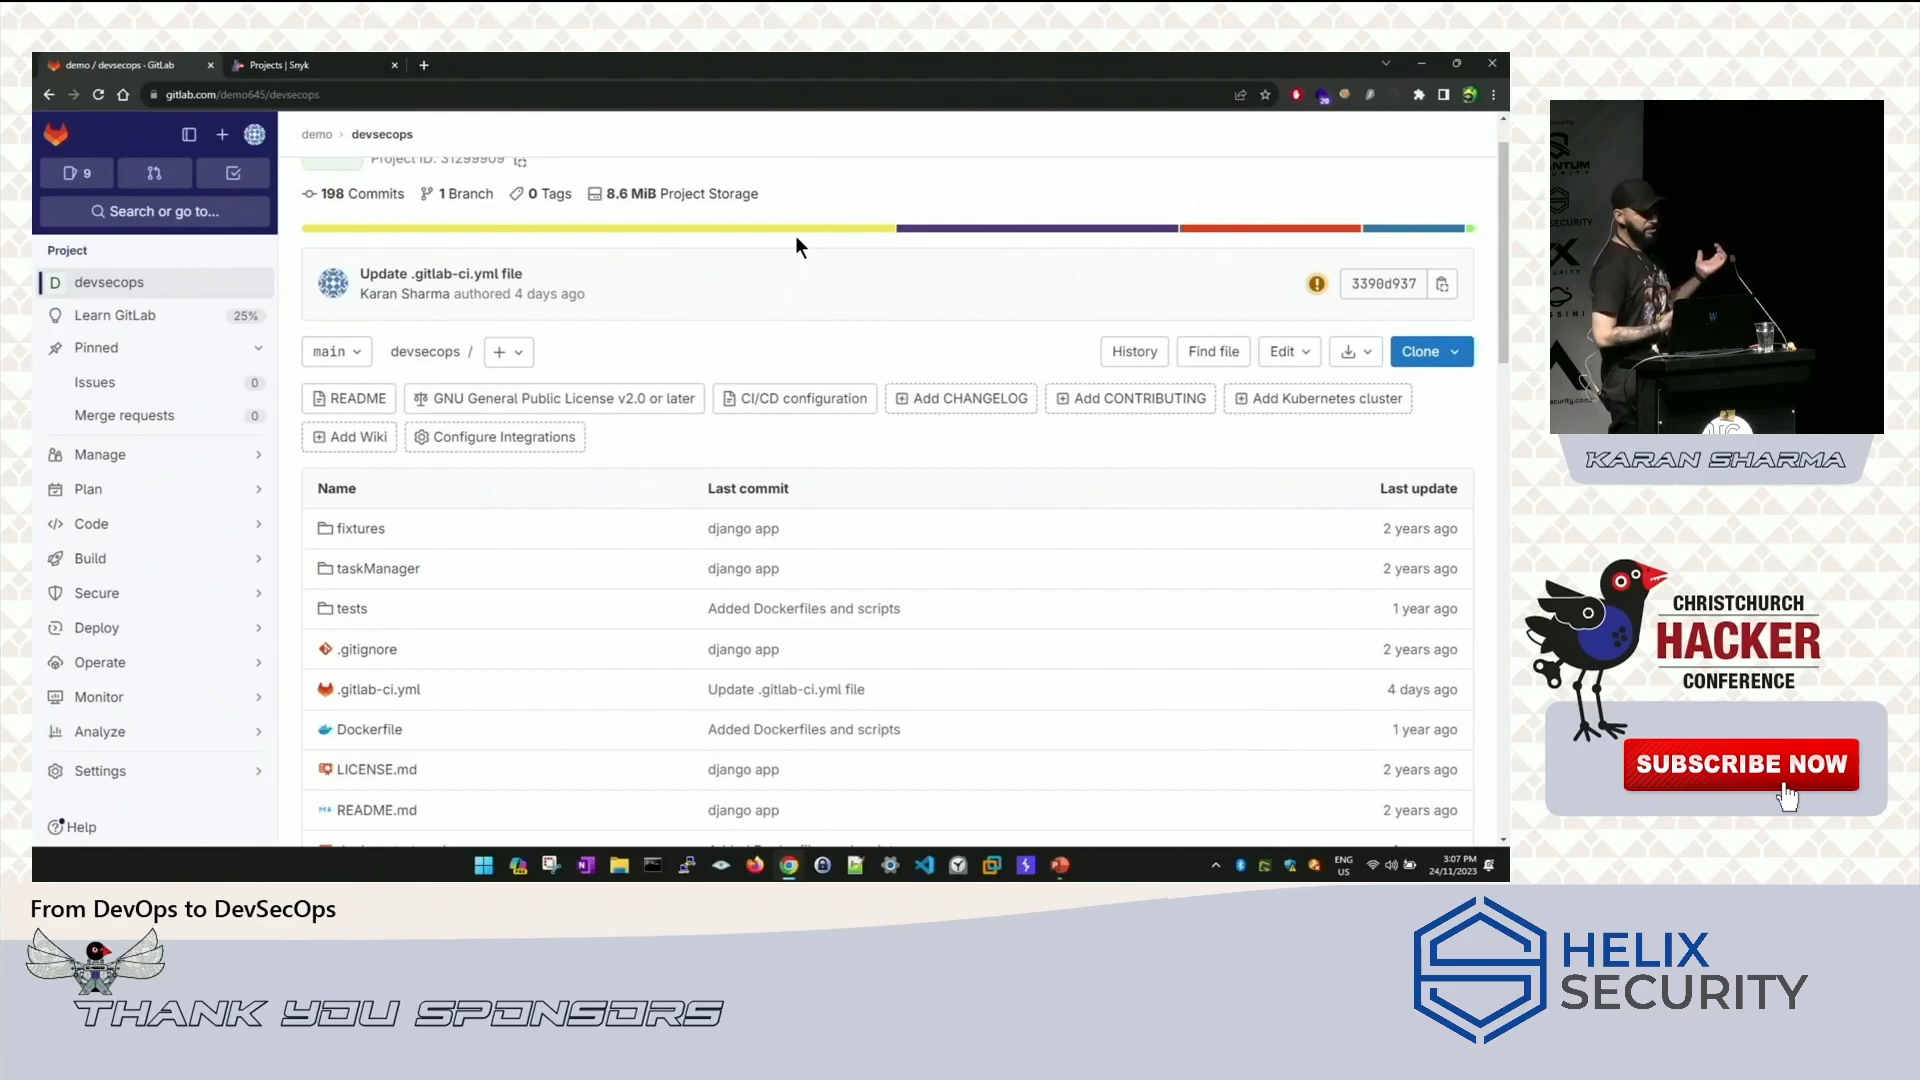 demo / devsecops · GitLab
Projects | Snyk
gitlab.com/demo645/devsecops
20
demo › devsecops
9
Project ID: 31299909
198 Commits 1 Branch 0 Tags 8.6 MiB Project Storage
Search or go to...
Project
D devsecops
Learn GitLab 25%
Pinned
Issues 0
Merge requests 0
Manage
Plan
Code
Build
Secure
Deploy
Operate
Monitor
Analyze
Settings
Help
Update .gitlab-ci.yml file
Karan Sharma authored 4 days ago
3390d937
main devsecops / +
History Find file Edit Clone
README GNU General Public License v2.0 or later CI/CD configuration Add CHANGELOG Add CONTRIBUTING Add Kubernetes cluster
Add Wiki Configure Integrations
Name Last commit Last update
fixtures django app 2 years ago
taskManager django app 2 years ago
tests Added Dockerfiles and scripts 1 year ago
.gitignore django app 2 years ago
.gitlab-ci.yml Update .gitlab-ci.yml file 4 days ago
Dockerfile Added Dockerfiles and scripts 1 year ago
LICENSE.md django app 2 years ago
README.md django app 2 years ago
ENG
US
3:07 PM
24/11/2023
SECURITY
KARAN SHARMA
CHRISTCHURCH
HACKER
CONFERENCE
SUBSCRIBE NOW
From DevOps to DevSecOps
THANK YOU SPONSORS
HELIX
SECURITY